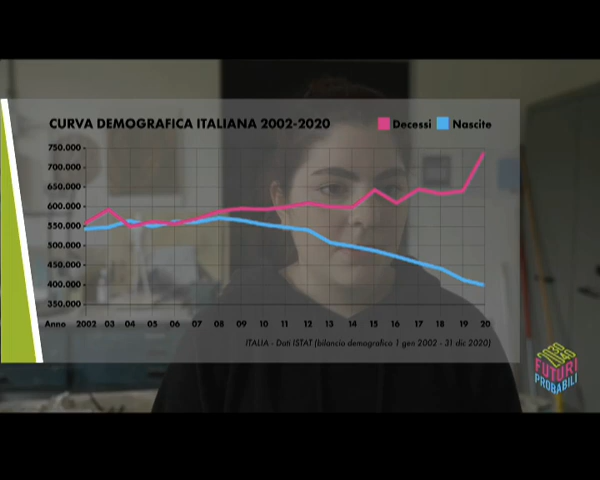 CURVA DEMOGRAFICA ITALIANA 2002-2020
Decessi
Nascite
750.000
700.000
650.000
600.000
550.000
500.000
450.000
400.000
350.000
Anno 2002 03 04 05 06 07 08 09 10 11 12 13 14 15 16 17 18 19 20
ITALIA - Dati ISTAT (bilancio demografico 1 gen 2002 - 31 dic 2020)
FUTURI
PROBABILI